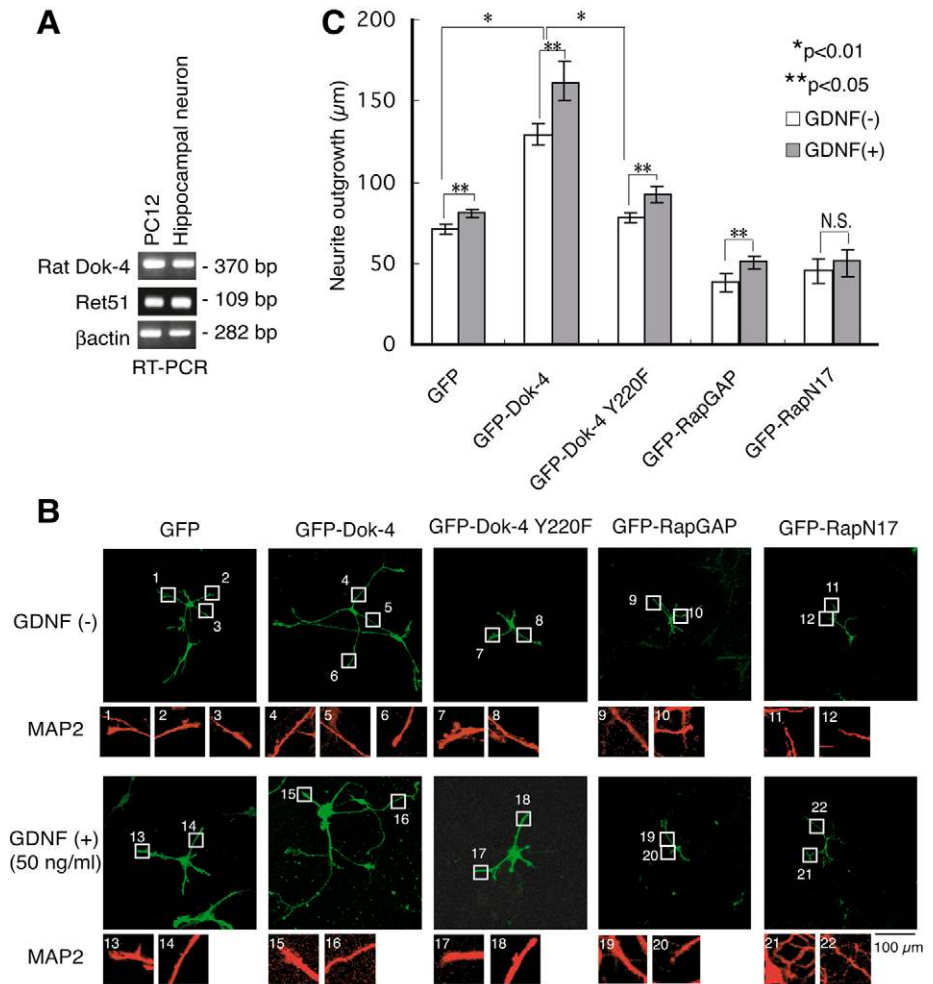 A
PC12
Hippocampal neuron
Rat Dok-4
- 370 bp
Ret51
- 109 bp
βactin
- 282 bp
RT-PCR
C
Neurite outgrowth (µm)
200
150
100
50
0
* *
** ** ** ** N.S.
*p<0.01
**p<0.05
GDNF(-)
GDNF(+)
GFP
GFP-Dok-4
GFP-Dok-4 Y220F
GFP-RapGAP
GFP-RapN17
B
GFP GFP-Dok-4 GFP-Dok-4 Y220F GFP-RapGAP GFP-RapN17
GDNF (-)
1 2 3 4 5 6 7 8 9 10 11 12
MAP2
1 2 3 4 5 6 7 8 9 10 11 12
GDNF (+)
(50 ng/ml)
13 14 15 16 17 18 19 20 21 22
MAP2
13 14 15 16 17 18 19 20 21 22
100 µm